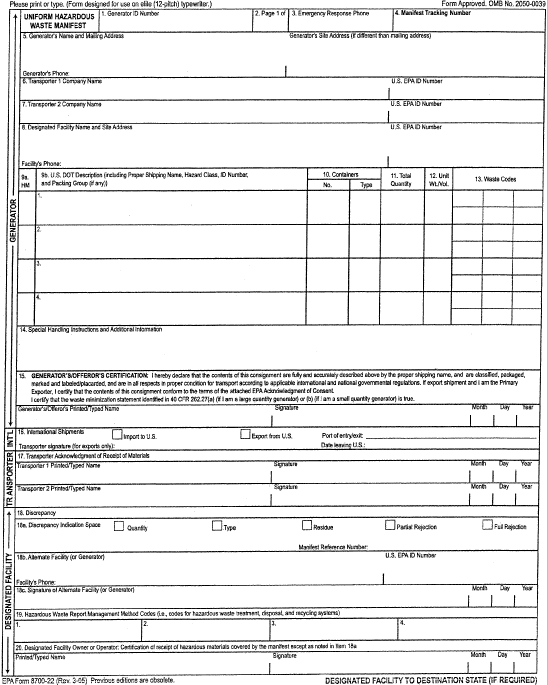 Please print or type. (Form designed for use on elite (12-pitch) typewriter.) Form Approved. OMB No. 2050-0039
UNIFORM HAZARDOUS WASTE MANIFEST
1. Generator ID Number
2. Page 1 of
3. Emergency Response Phone
4. Manifest Tracking Number
5. Generator's Name and Mailing Address
Generator's Site Address (if different than mailing address)
Generator's Phone:
6. Transporter 1 Company Name
U.S. EPA ID Number
7. Transporter 2 Company Name
U.S. EPA ID Number
8. Designated Facility Name and Site Address
U.S. EPA ID Number
Facility's Phone:
9a. HM
9b. U.S. DOT Description (including Proper Shipping Name, Hazard Class, ID Number,
and Packing Group (if any))
10. Containers
No.
Type
11. Total Quantity
12. Unit Wt./Vol.
13. Waste Codes
GENERATOR
1.
2.
3.
4.
14. Special Handling Instructions and Additional Information
15. GENERATOR'S/OFFEROR'S CERTIFICATION: I hereby declare that the contents of this consignment are fully and accurately described above by the proper shipping name, and are classified, packaged,
marked and labeled/placarded, and are in all respects in proper condition for transport according to applicable international and national governmental regulations. If export shipment and I am the Primary
Exporter, I certify that the contents of this consignment conform to the terms of the attached EPA Acknowledgment of Consent.
I certify that the waste minimization statement identified in 40 CFR 262.27(a) (if I am a large quantity generator) or (b) (if I am a small quantity generator) is true.
Generator's/Offeror's Printed/Typed Name
Signature
Month Day Year
INT'L
16. International Shipments
Import to U.S.
Export from U.S.
Port of entry/exit:
Transporter signature (for exports only):
Date leaving U.S.:
TRANSPORTER
17. Transporter Acknowledgment of Receipt of Materials
Transporter 1 Printed/Typed Name
Signature
Month Day Year
Transporter 2 Printed/Typed Name
Signature
Month Day Year
DESIGNATED FACILITY
18. Discrepancy
18a. Discrepancy Indication Space
Quantity
Type
Residue
Partial Rejection
Full Rejection
Manifest Reference Number:
18b. Alternate Facility (or Generator)
U.S. EPA ID Number
Facility's Phone:
18c. Signature of Alternate Facility (or Generator)
Month Day Year
19. Hazardous Waste Report Management Method Codes (i.e., codes for hazardous waste treatment, disposal, and recycling systems)
1.
2.
3.
4.
20. Designated Facility Owner or Operator: Certification of receipt of hazardous materials covered by the manifest except as noted in Item 18a
Printed/Typed Name
Signature
Month Day Year
EPA Form 8700-22 (Rev. 3-05) Previous editions are obsolete.
DESIGNATED FACILITY TO DESTINATION STATE (IF REQUIRED)